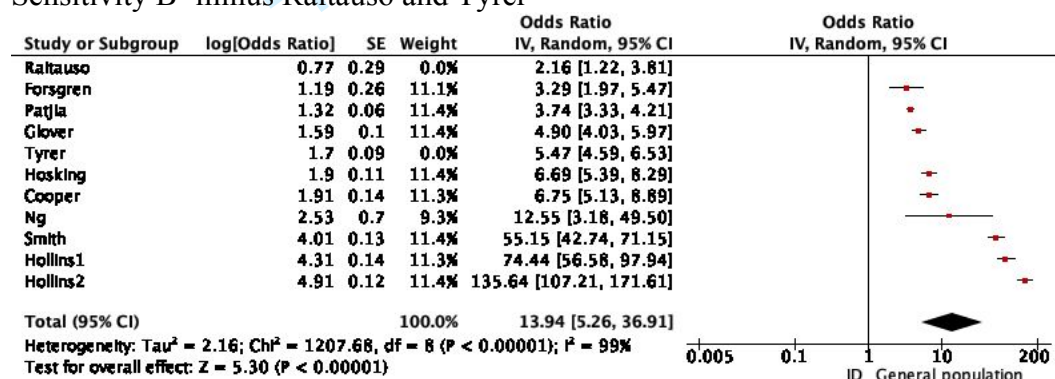 Sensitivity B- minus Raitauso and Tyrer
Odds Ratio Odds Ratio
Study or Subgroup log[Odds Ratio] SE Weight IV, Random, 95% CI IV, Random, 95% CI
Raitauso 0.77 0.29 0.0% 2.16 [1.22, 3.81]
Forsgren 1.19 0.26 11.1% 3.29 [1.97, 5.47]
Patjla 1.32 0.06 11.4% 3.74 [3.33, 4.21]
Glover 1.59 0.1 11.4% 4.90 [4.03, 5.97]
Tyrer 1.7 0.09 0.0% 5.47 [4.59, 6.53]
Hosking 1.9 0.11 11.4% 6.69 [5.39, 8.29]
Cooper 1.91 0.14 11.3% 6.75 [5.13, 8.89]
Ng 2.53 0.7 9.3% 12.55 [3.18, 49.50]
Smith 4.01 0.13 11.4% 55.15 [42.74, 71.15]
Hollins1 4.31 0.14 11.3% 74.44 [56.58, 97.94]
Hollins2 4.91 0.12 11.4% 135.64 [107.21, 171.61]
Total (95% CI) 100.0% 13.94 [5.26, 36.91]
Heterogeneity: Tau² = 2.16; Chi² = 1207.68, df = 8 (P < 0.00001); I² = 99%
Test for overall effect: Z = 5.30 (P < 0.00001)
0.005 0.1 1 10 200
ID General population